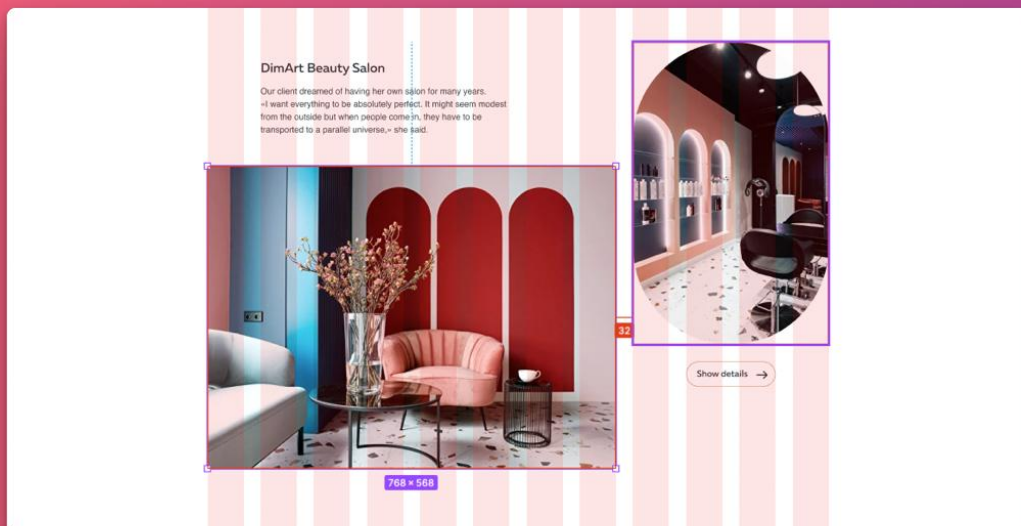 DimArt Beauty Salon
Our client dreamed of having her own salon for many years.
«I want everything to be absolutely perfect. It might seem modest
from the outside but when people come in, they have to be
transported to a parallel universe,» she said.
32
Show details
768 × 568